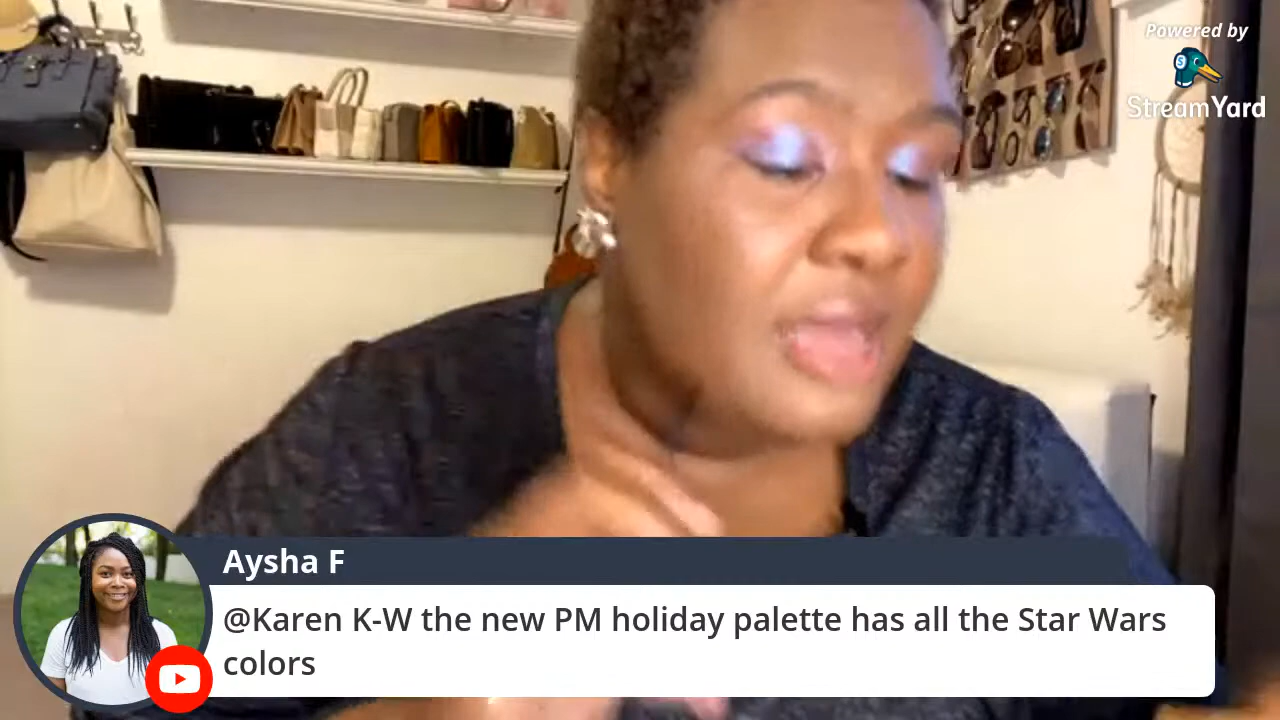 Powered by
StreamYard
Aysha F
@Karen K-W the new PM holiday palette has all the Star Wars
colors